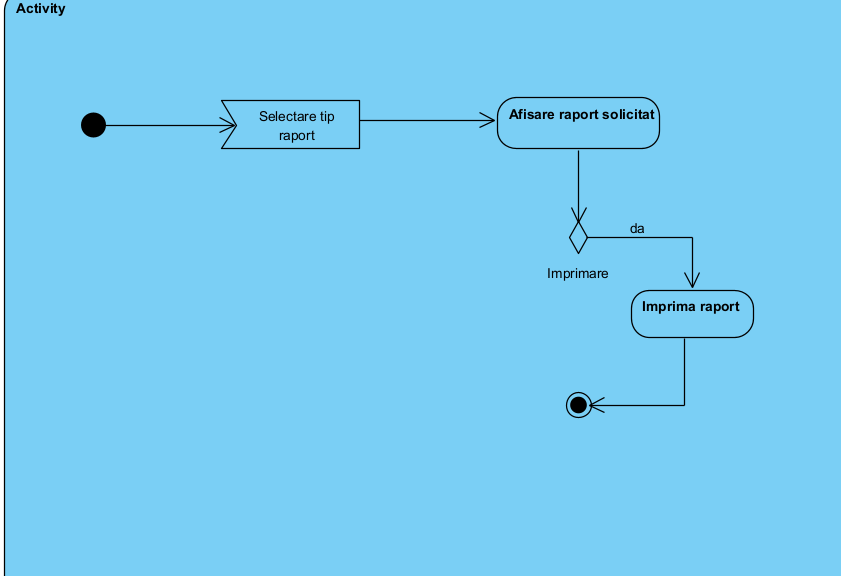 Activity
Selectare tip
raport
Afisare raport solicitat
da
Imprimare
Imprima raport